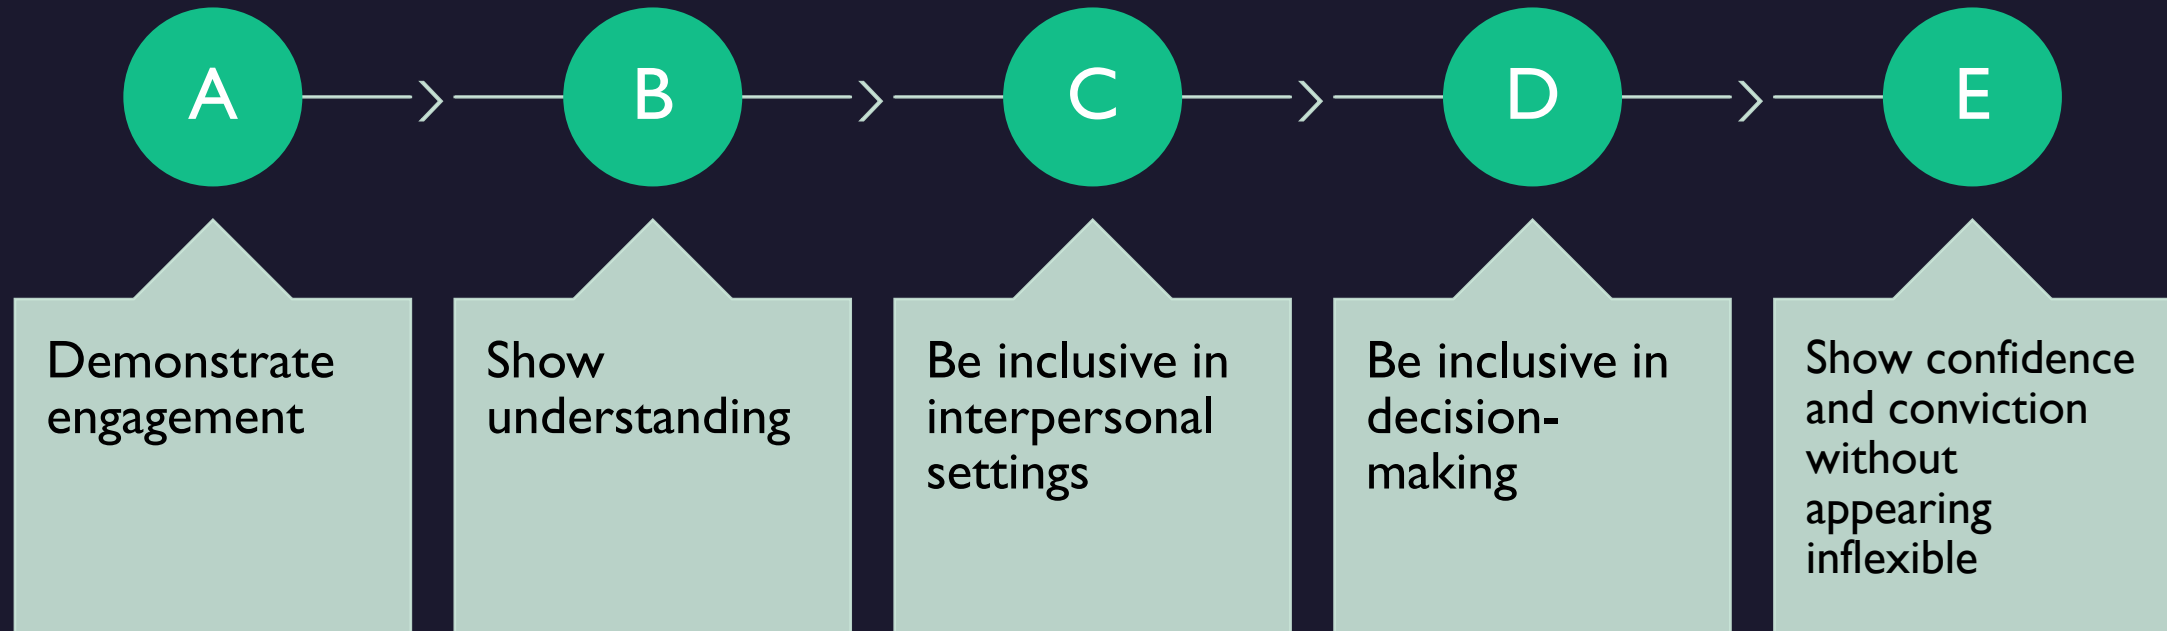 A
B
C
D
E
Demonstrate
engagement
Show
understanding
Be inclusive in
interpersonal
settings
Be inclusive in
decision-
making
Show confidence
and conviction
without
appearing
inflexible